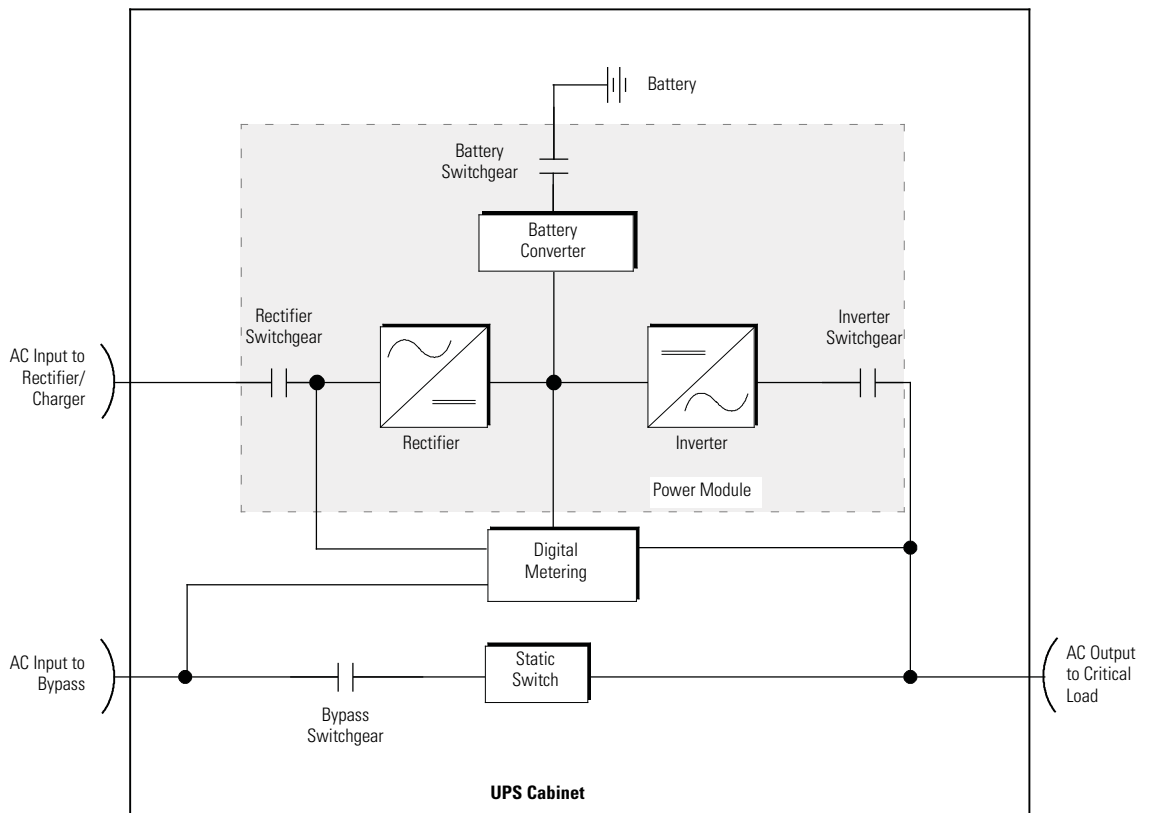 Battery
Battery
Switchgear
Battery
Converter
Rectifier
Switchgear
Inverter
Switchgear
AC Input to
Rectifier/
Charger
Rectifier
Inverter
Power Module
Digital
Metering
AC Input to
Bypass
Static
Switch
AC Output
to Critical
Load
Bypass
Switchgear
UPS Cabinet